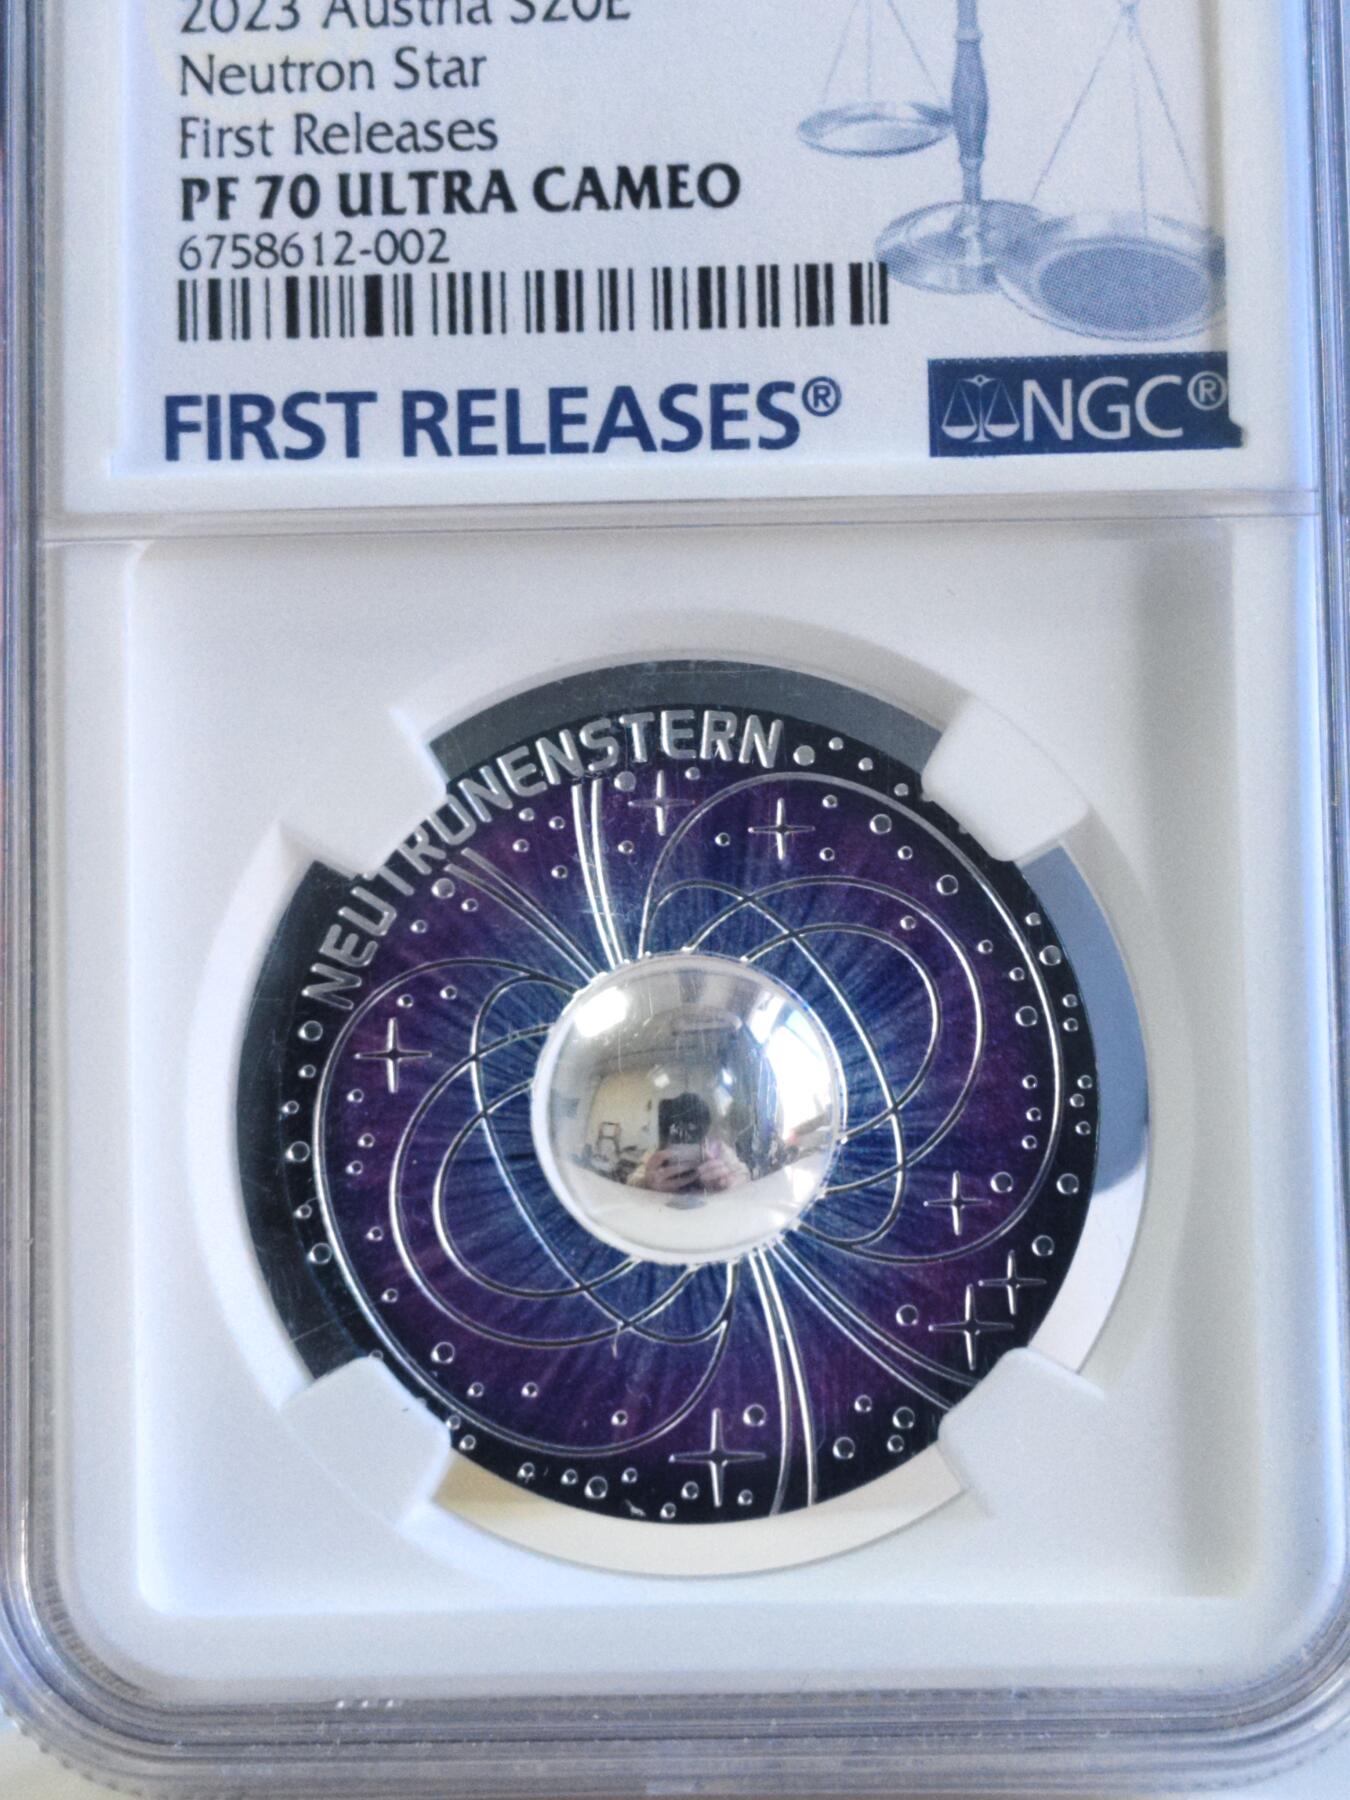 2023 Austria S20E
Neutron Star
First Releases
PF 70 ULTRA CAMEO
6758612-002
FIRST RELEASES®
NGC®
NEUTRONENSTERN